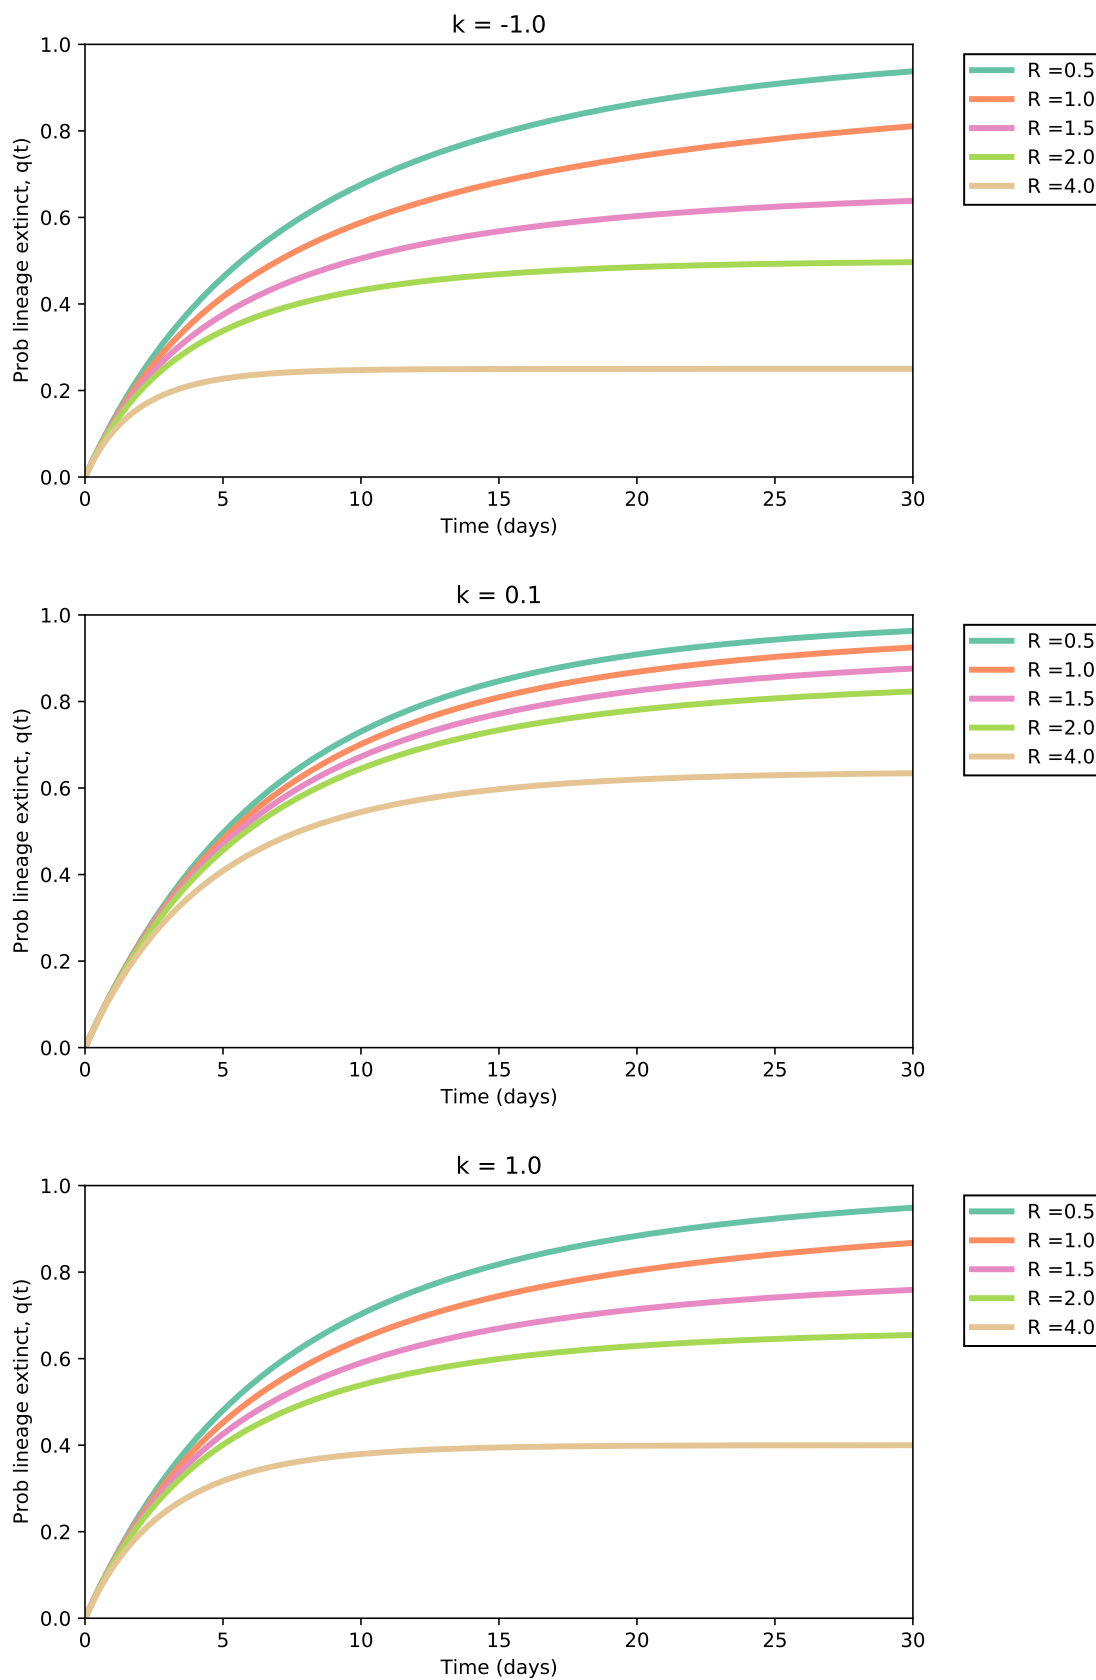 k = -1.0
1.0
0.8
0.6
0.4
0.2
0.0
Prob lineage extinct, q(t)
0 5 10 15 20 25 30
Time (days)
R =0.5
R =1.0
R =1.5
R =2.0
R =4.0
k = 0.1
1.0
0.8
0.6
0.4
0.2
0.0
Prob lineage extinct, q(t)
0 5 10 15 20 25 30
Time (days)
R =0.5
R =1.0
R =1.5
R =2.0
R =4.0
k = 1.0
1.0
0.8
0.6
0.4
0.2
0.0
Prob lineage extinct, q(t)
0 5 10 15 20 25 30
Time (days)
R =0.5
R =1.0
R =1.5
R =2.0
R =4.0